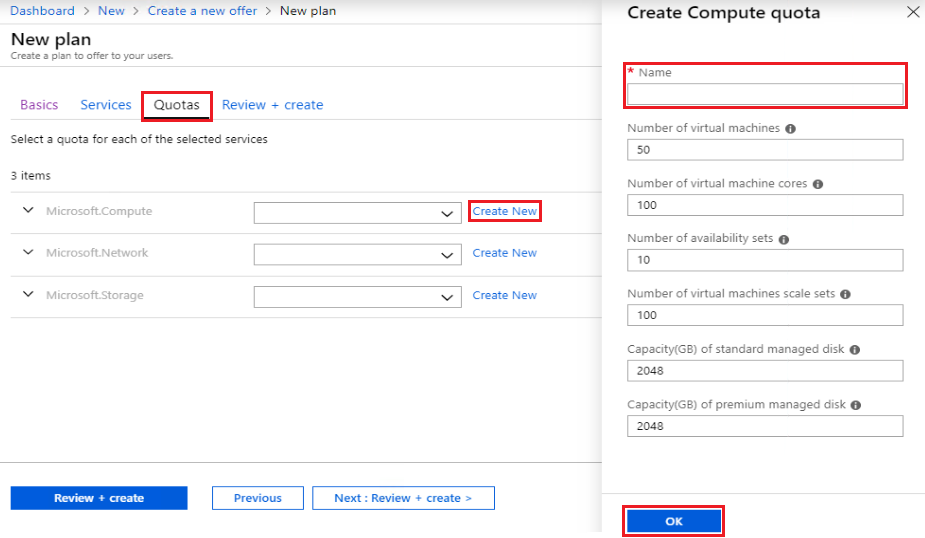 Dashboard > New > Create a new offer > New plan
New plan
Create a plan to offer to your users.
Basics Services Quotas Review + create
Select a quota for each of the selected services
3 items
Microsoft.Compute Create New
Microsoft.Network Create New
Microsoft.Storage Create New
Review + create Previous Next : Review + create >
Create Compute quota
* Name
Number of virtual machines
50
Number of virtual machine cores
100
Number of availability sets
10
Number of virtual machines scale sets
100
Capacity(GB) of standard managed disk
2048
Capacity(GB) of premium managed disk
2048
OK